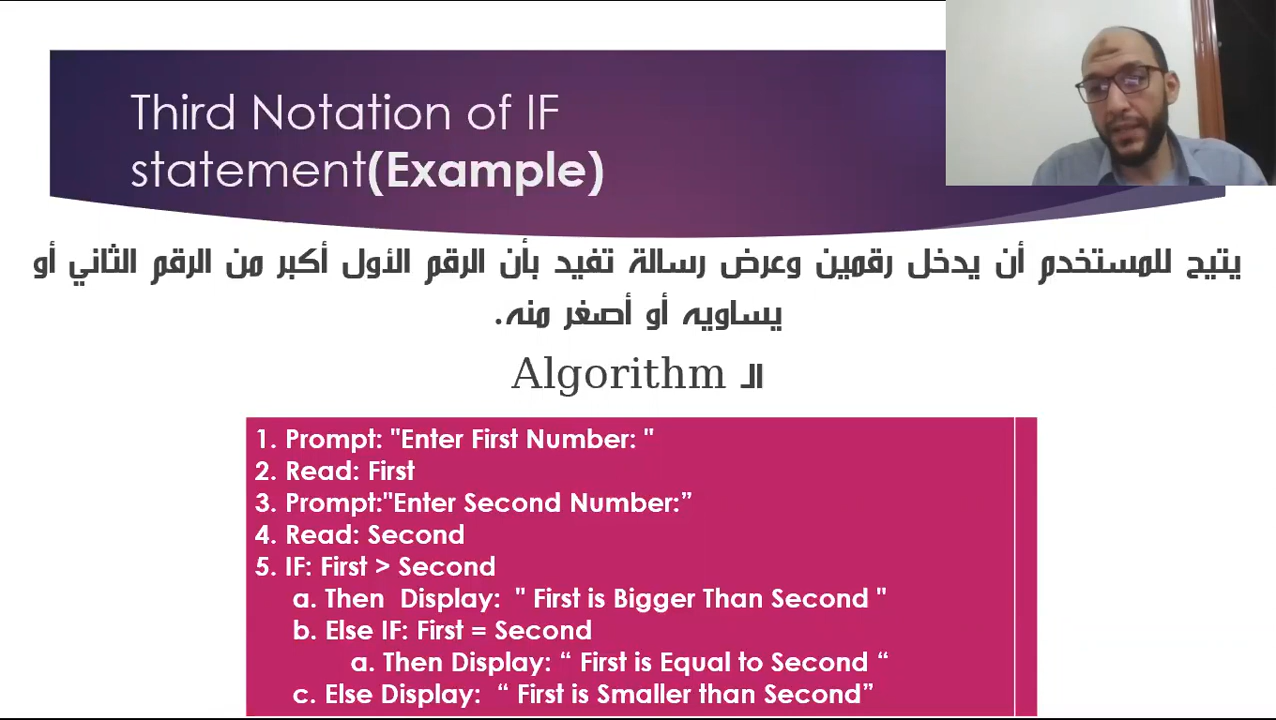 Third Notation of IF
statement(Example)
يتيح للمستخدم أن يدخل رقمين وعرض رسالة تفيد بأن الرقم الأول أكبر من الرقم الثاني أو
يساويه أو أصغر منه.
الـ Algorithm
1. Prompt: "Enter First Number: "
2. Read: First
3. Prompt:"Enter Second Number:”
4. Read: Second
5. IF: First > Second
a. Then Display: " First is Bigger Than Second "
b. Else IF: First = Second
a. Then Display: “ First is Equal to Second “
c. Else Display: “ First is Smaller than Second”